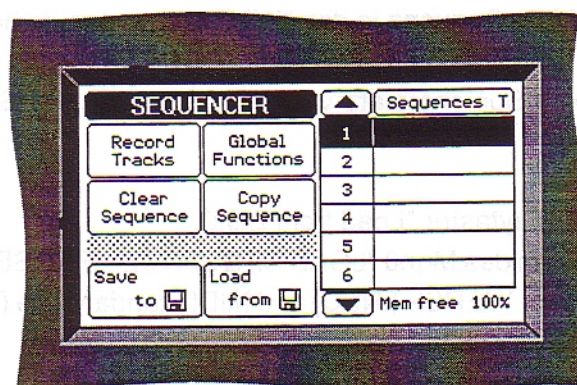 SEQUENCER
Sequences T
Record
Tracks
Global
Functions
Clear
Sequence
Copy
Sequence
Save
to
Load
from
1
2
3
4
5
6
Mem free 100%